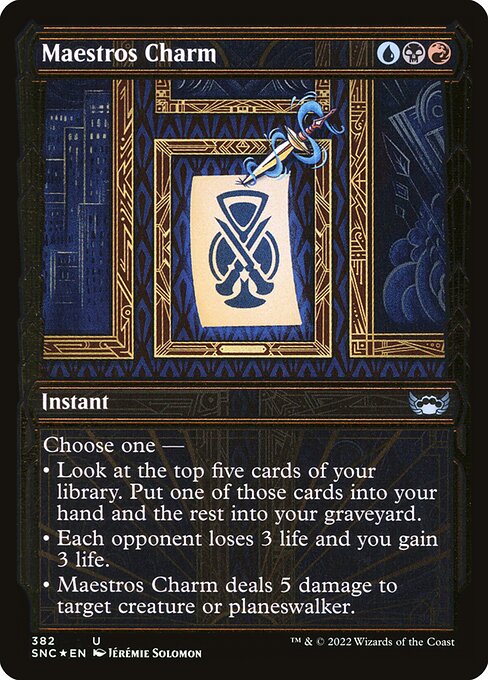 Maestros Charm
Instant
Choose one —
• Look at the top five cards of your
library. Put one of those cards into your
hand and the rest into your graveyard.
• Each opponent loses 3 life and you gain
3 life.
• Maestros Charm deals 5 damage to
target creature or planeswalker.
382 U
SNC★EN JÉRÉMIE SOLOMON
™ & © 2022 Wizards of the Coast